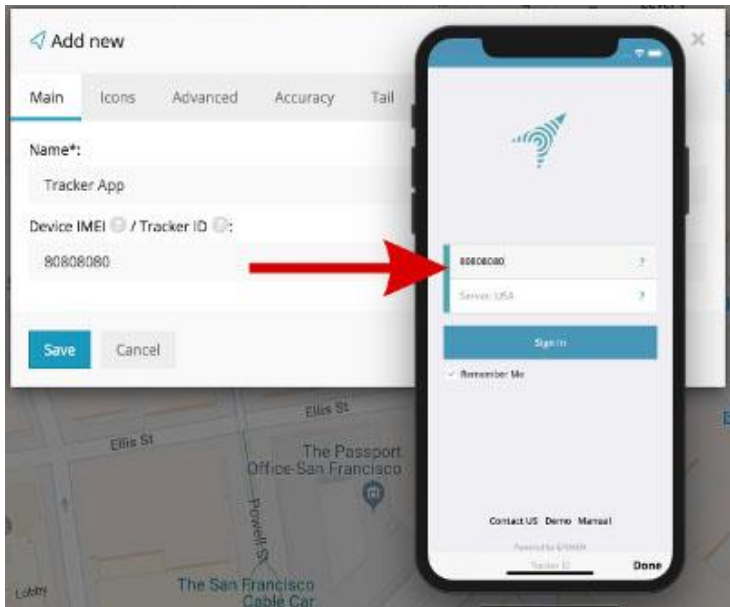 Add new
Main Icons Advanced Accuracy Tail
Name*:
Tracker App
Device IMEI ? / Tracker ID ?:
80808080
Save Cancel
80808080
Server: USA
Sign In
Remember Me
Contact US Demo Manual
Tracker ID
Done
Ellis St
Ellis St
The Passport
Office-San Francisco
Powell St
Lobby
The San Francisco
Cable Car